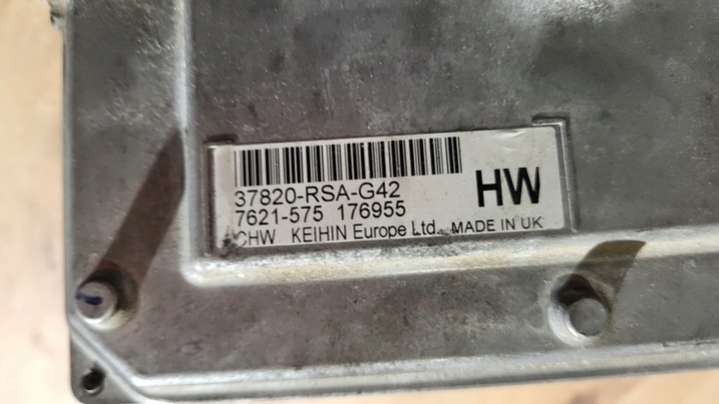 37820-RSA-G42
HW
7621-575 176955
CHW KEIHIN Europe Ltd. MADE IN UK